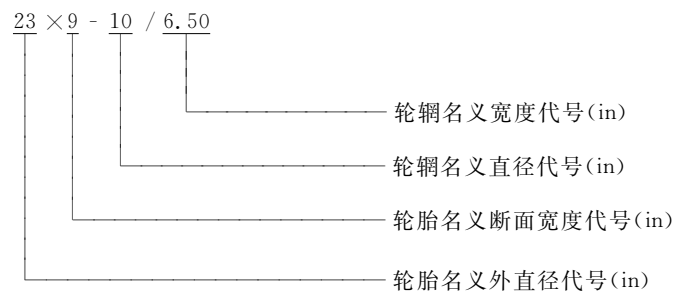 23×9-10/6.50
轮辋名义宽度代号(in)
轮辋名义直径代号(in)
轮胎名义断面宽度代号(in)
轮胎名义外直径代号(in)